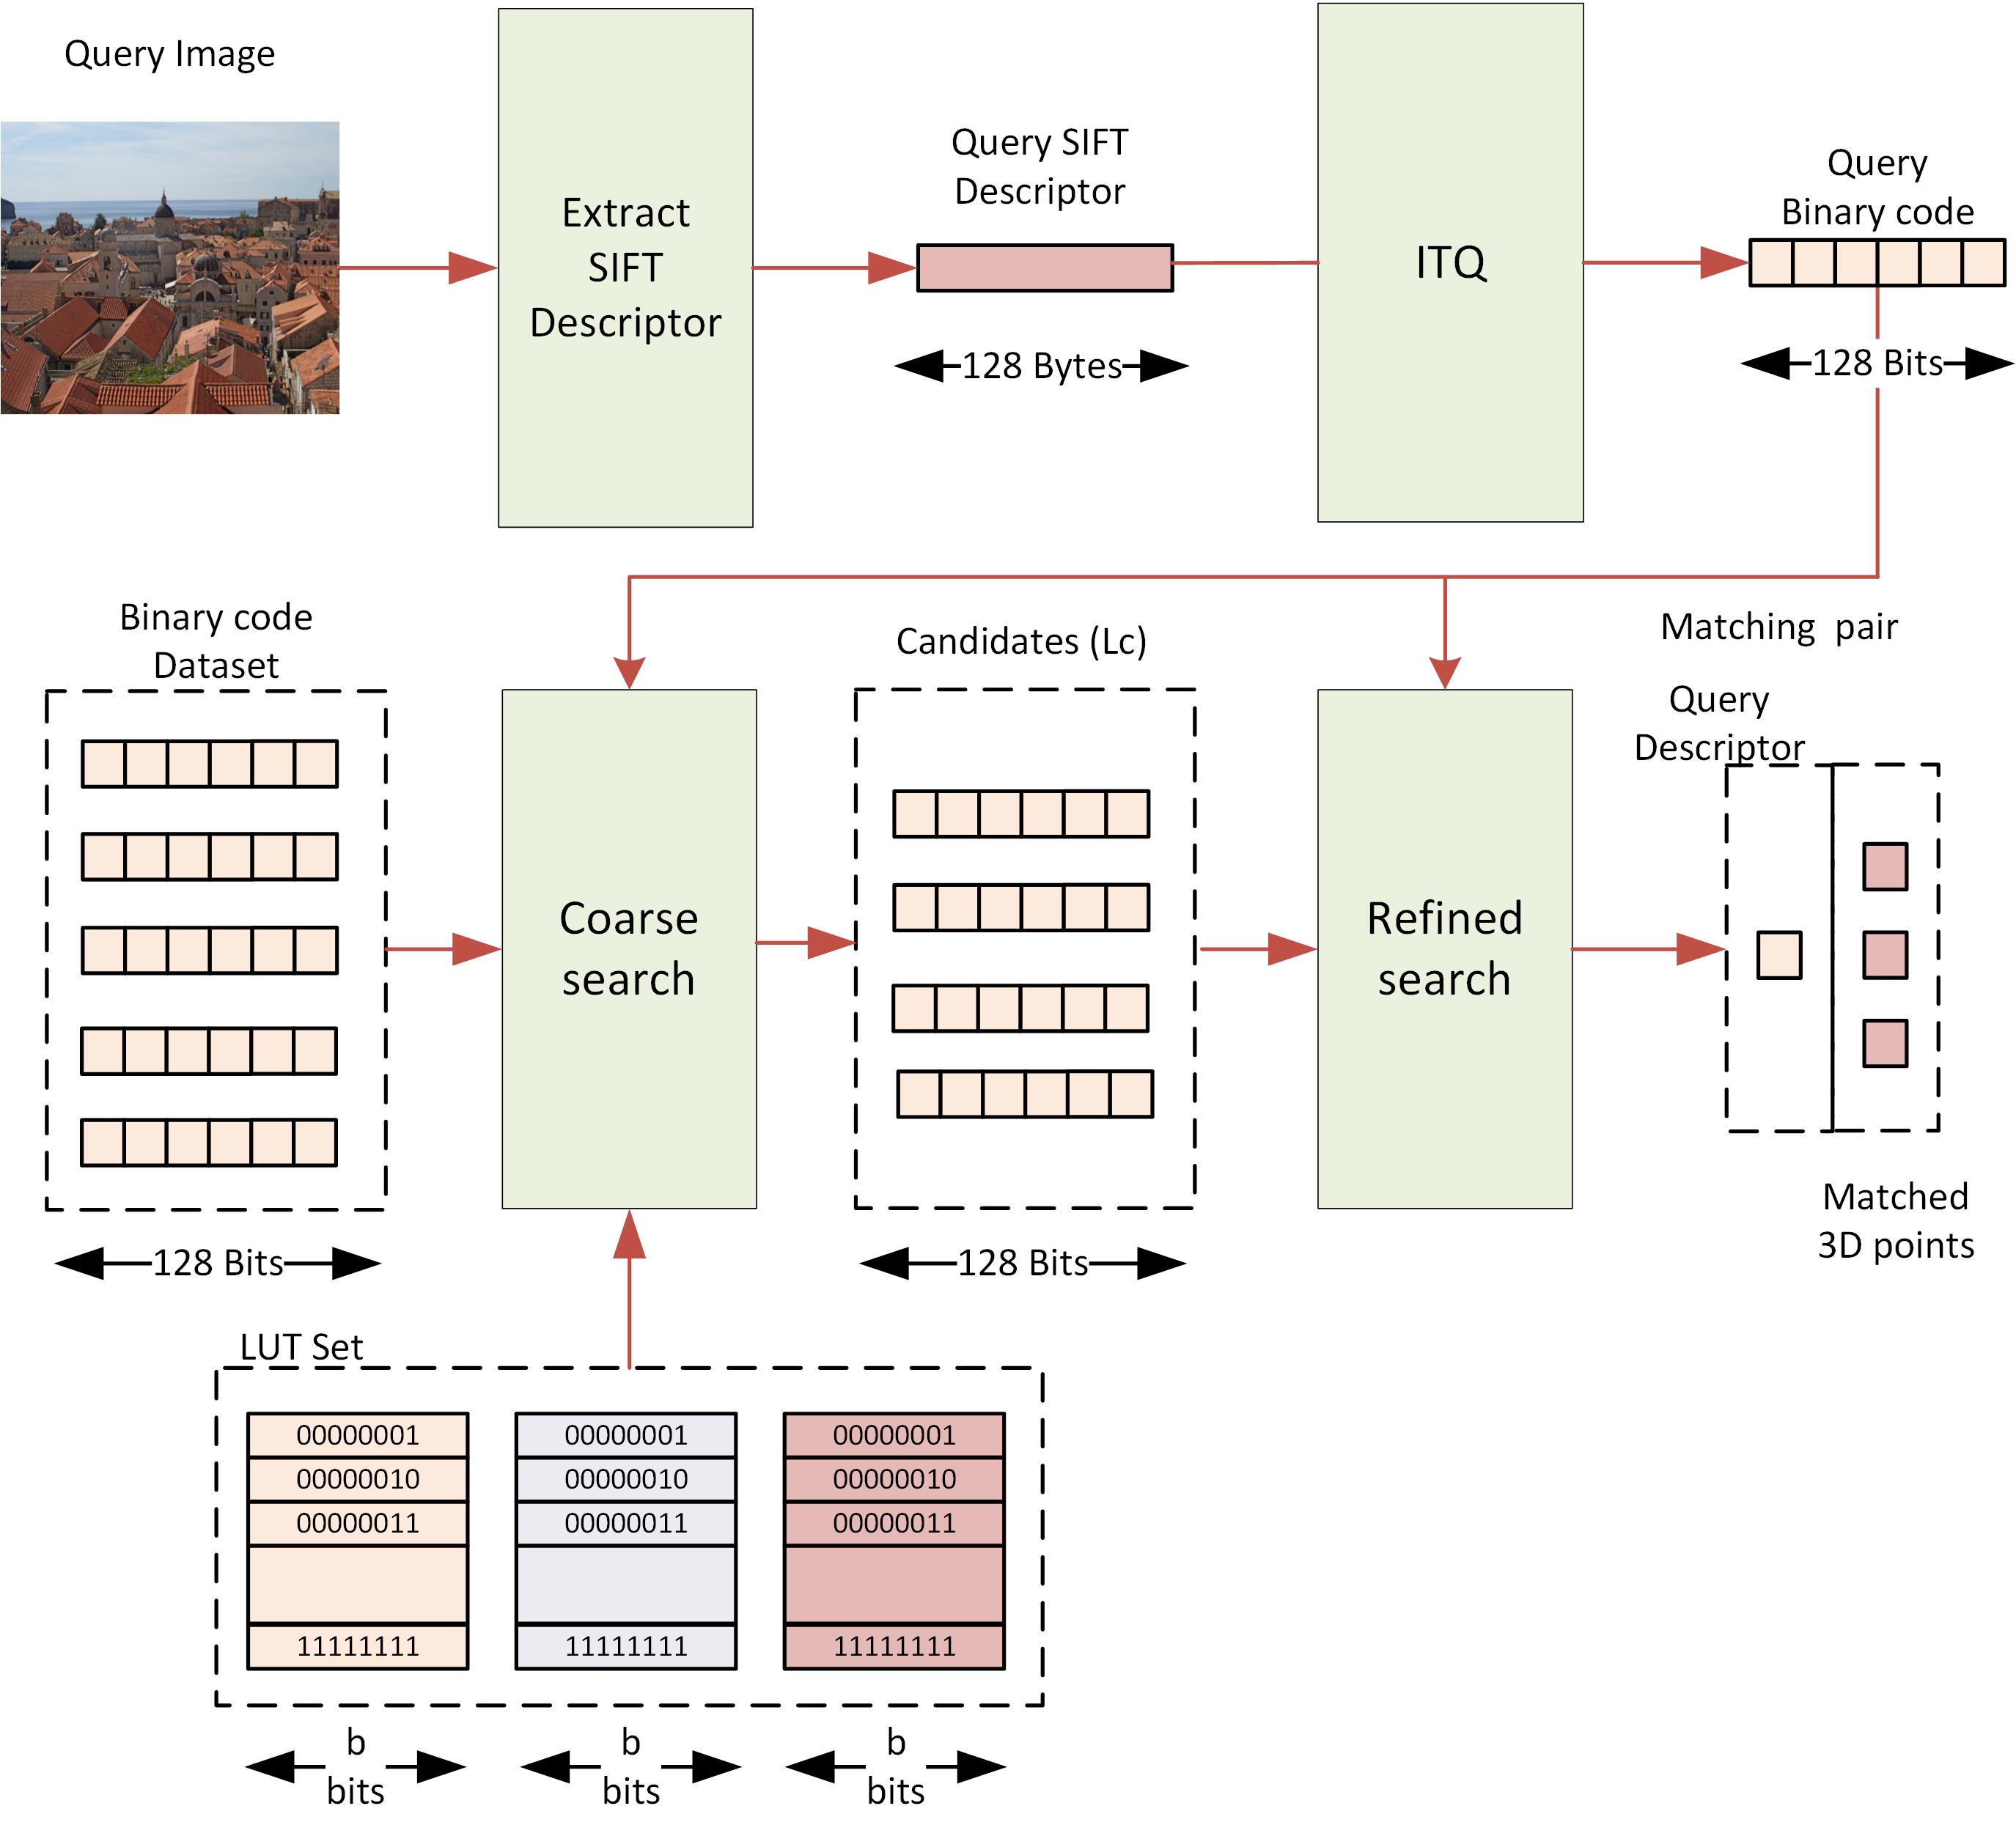 Query Image
Extract
SIFT
Descriptor
Query SIFT
Descriptor
128 Bytes
ITQ
Query
Binary code
128 Bits
Binary code
Dataset
128 Bits
Coarse
search
Candidates (Lc)
128 Bits
Refined
search
Matching pair
Query
Descriptor
Matched
3D points
LUT Set
00000001
00000010
00000011
11111111
00000001
00000010
00000011
11111111
00000001
00000010
00000011
11111111
b
bits
b
bits
b
bits